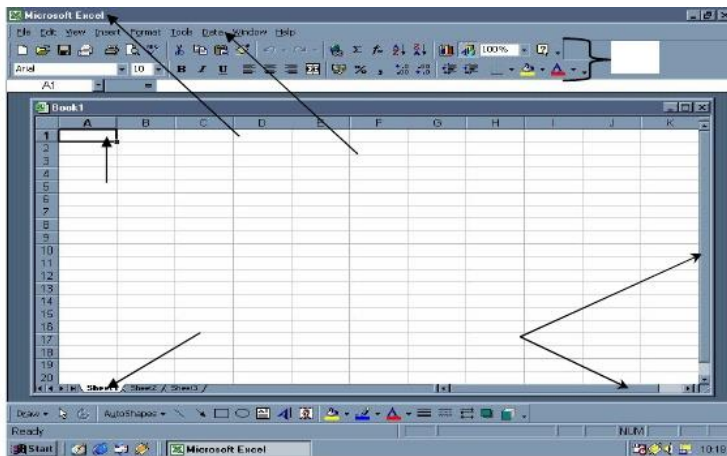 Microsoft Excel
File Edit View Insert Format Tools Data Window Help
100%
Arial 10 B I U % ,
A1 =
Book1
A B C D E F G H I J K
1
2
3
4
5
6
7
8
9
10
11
12
13
14
15
16
17
18
19
20
Sheet1 Sheet2 Sheet3
Draw AutoShapes
Ready NUM
Start Microsoft Excel